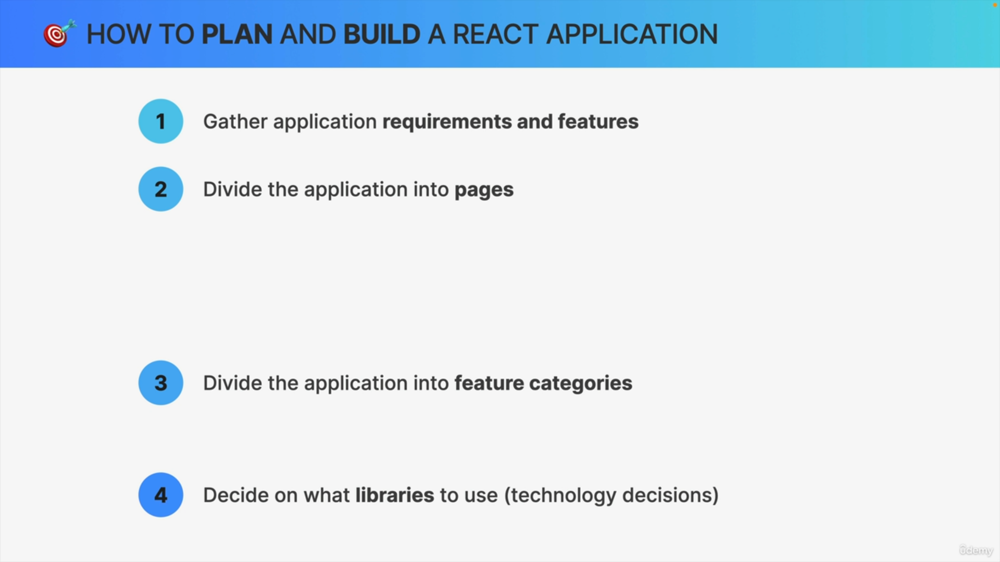 HOW TO PLAN AND BUILD A REACT APPLICATION
1 Gather application requirements and features
2 Divide the application into pages
3 Divide the application into feature categories
4 Decide on what libraries to use (technology decisions)
ûdemy